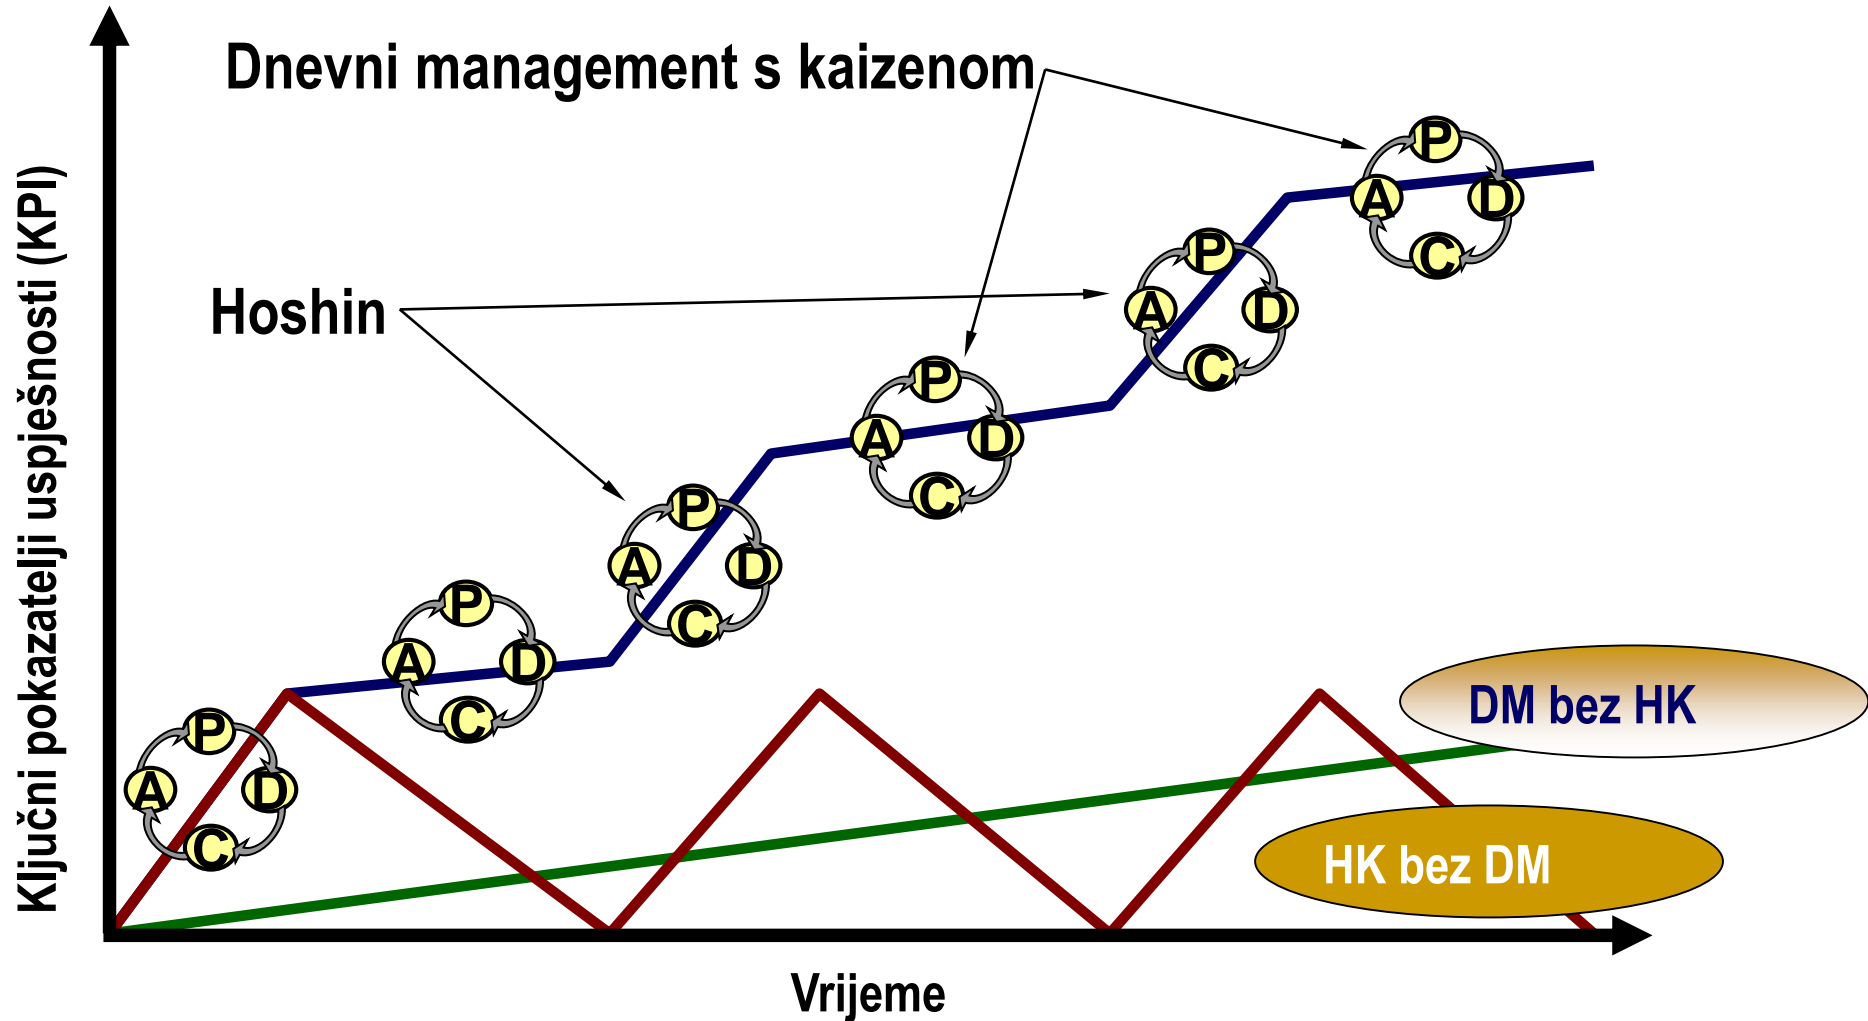 Dnevni management s kaizenom
Hoshin
Ključni pokazatelji uspješnosti (KPI)
P
A
D
C
P
A
D
C
P
A
D
C
P
A
D
C
P
A
D
C
P
A
D
C
DM bez HK
HK bez DM
Vrijeme